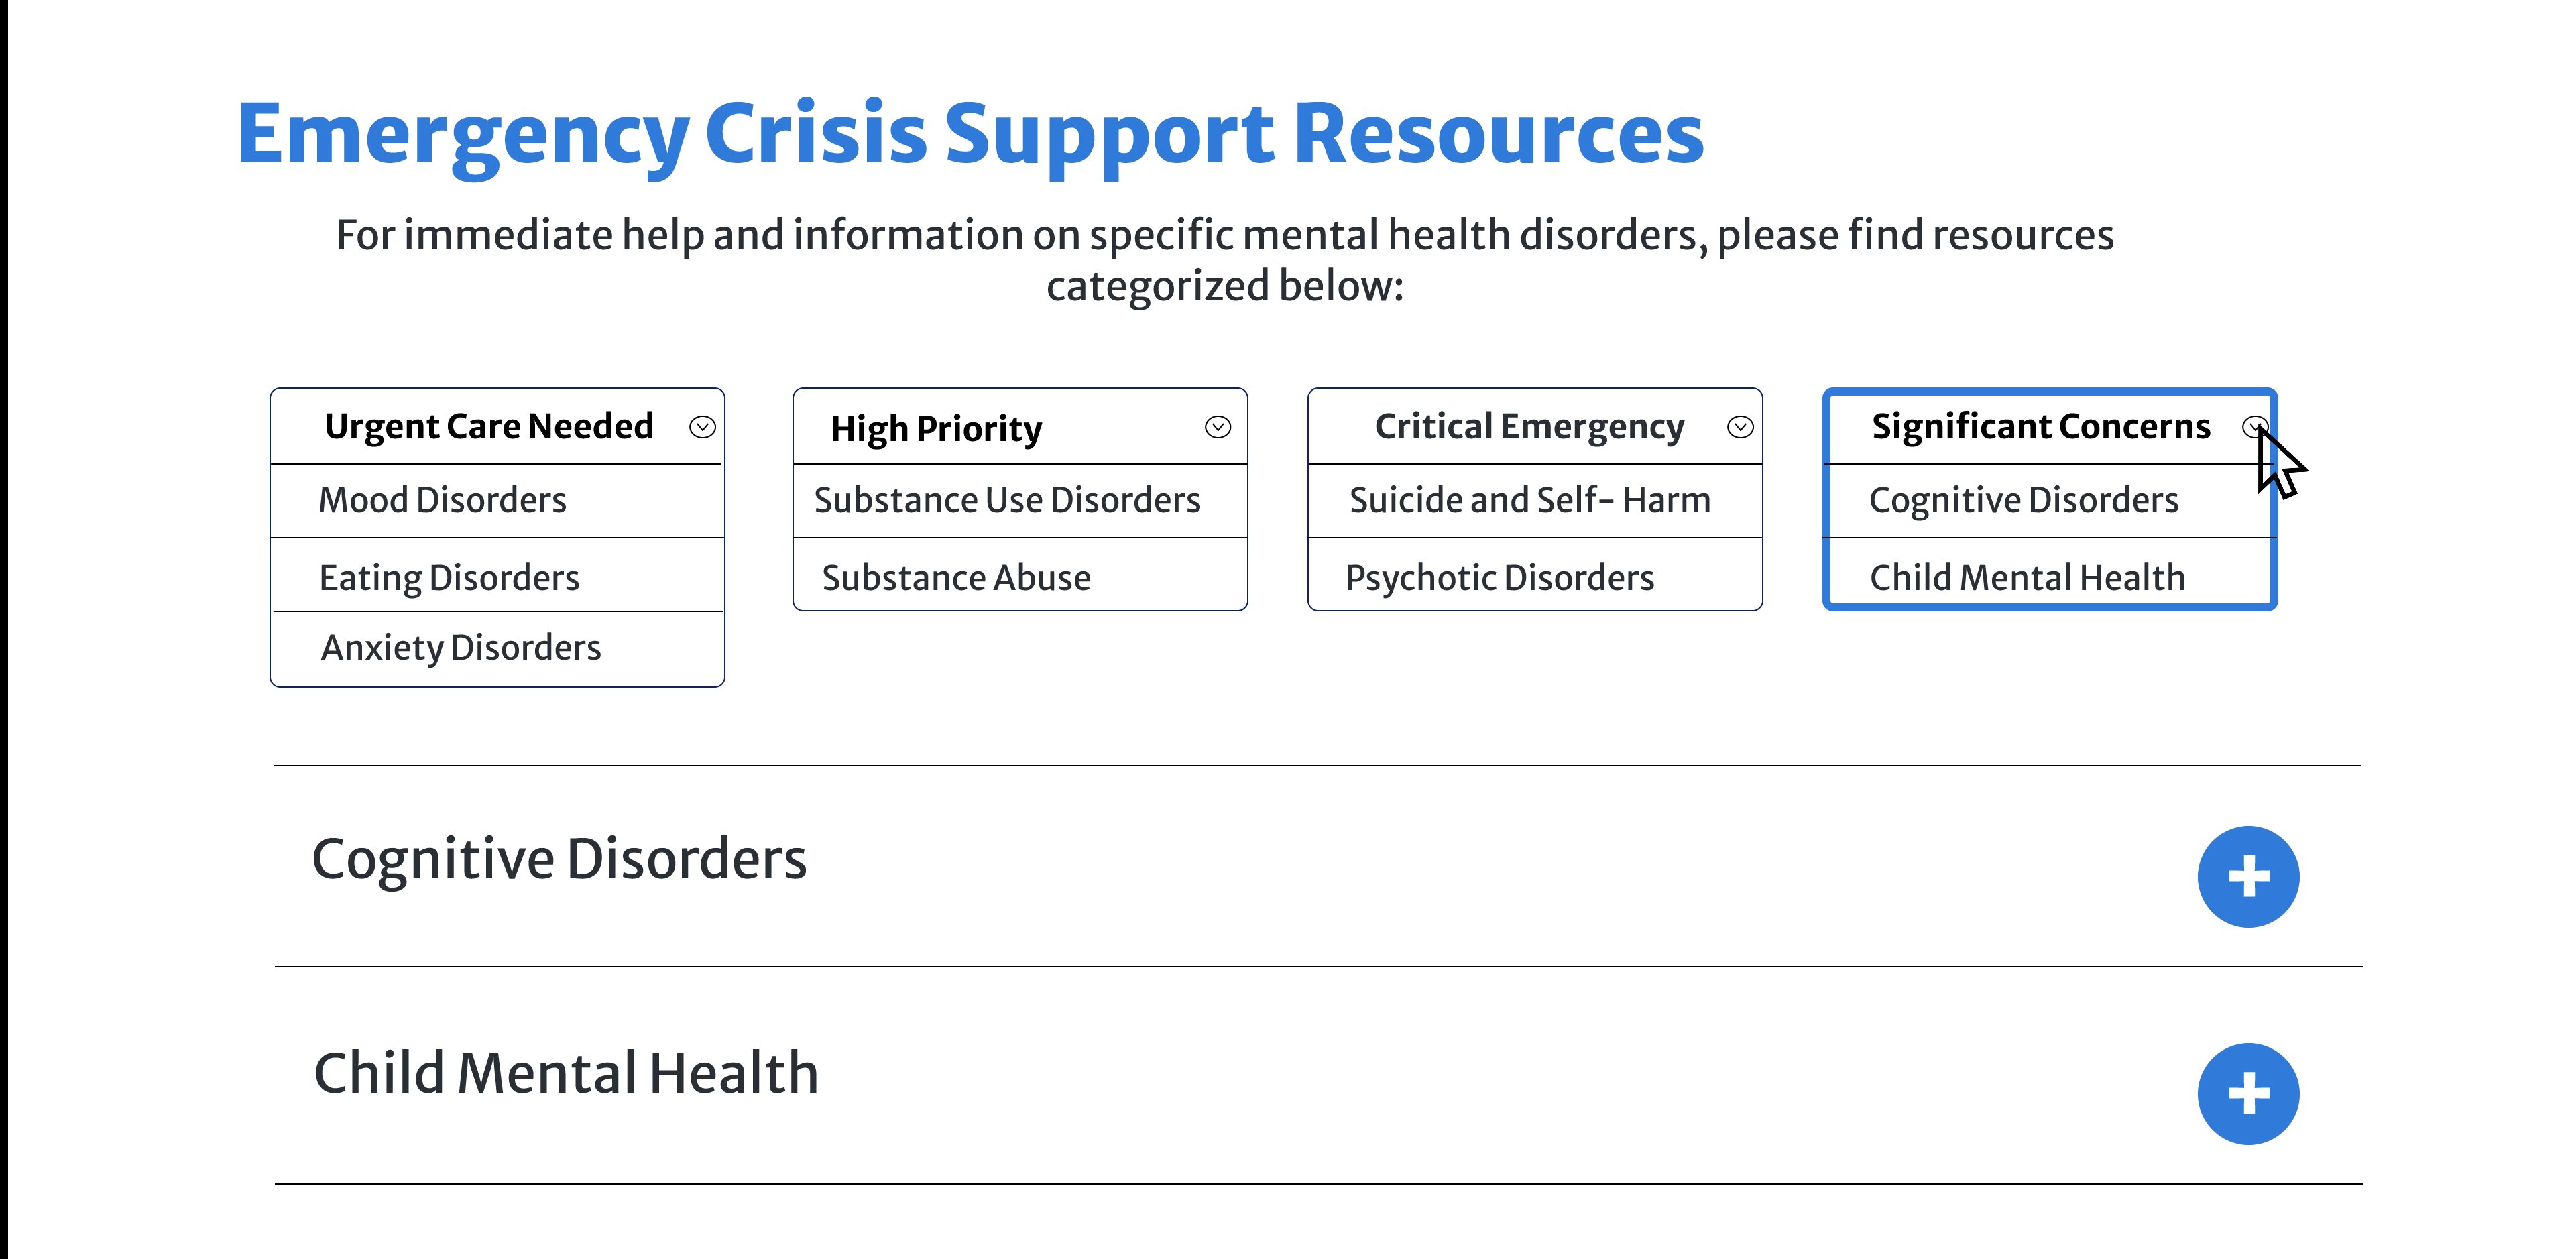 Emergency Crisis Support Resources
For immediate help and information on specific mental health disorders, please find resources
categorized below:
Urgent Care Needed
Mood Disorders
Eating Disorders
Anxiety Disorders
High Priority
Substance Use Disorders
Substance Abuse
Critical Emergency
Suicide and Self- Harm
Psychotic Disorders
Significant Concerns
Cognitive Disorders
Child Mental Health
Cognitive Disorders
Child Mental Health